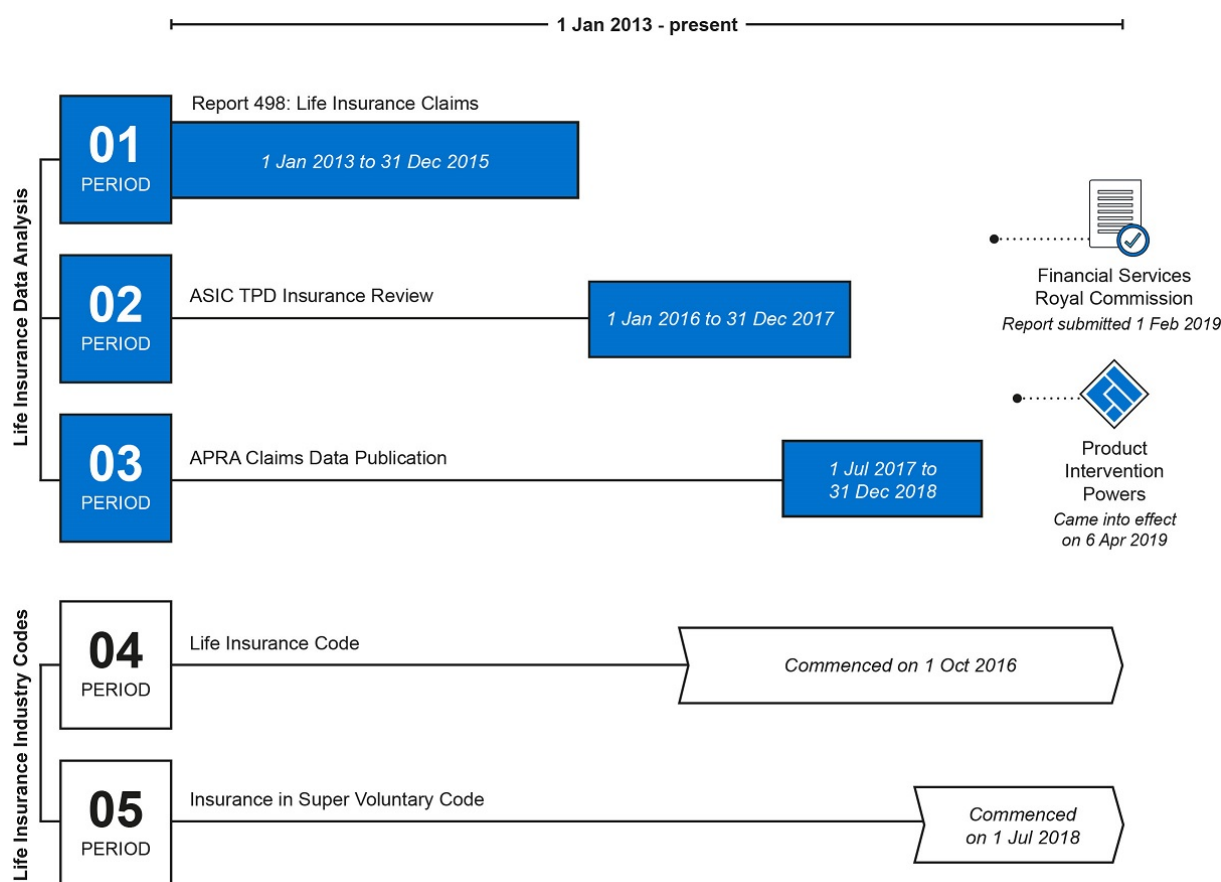 1 Jan 2013 - present
Life Insurance Data Analysis
01
PERIOD
Report 498: Life Insurance Claims
1 Jan 2013 to 31 Dec 2015
02
PERIOD
ASIC TPD Insurance Review
1 Jan 2016 to 31 Dec 2017
03
PERIOD
APRA Claims Data Publication
1 Jul 2017 to
31 Dec 2018
Financial Services
Royal Commission
Report submitted 1 Feb 2019
Product
Intervention
Powers
Came into effect
on 6 Apr 2019
Life Insurance Industry Codes
04
PERIOD
Life Insurance Code
Commenced on 1 Oct 2016
05
PERIOD
Insurance in Super Voluntary Code
Commenced
on 1 Jul 2018